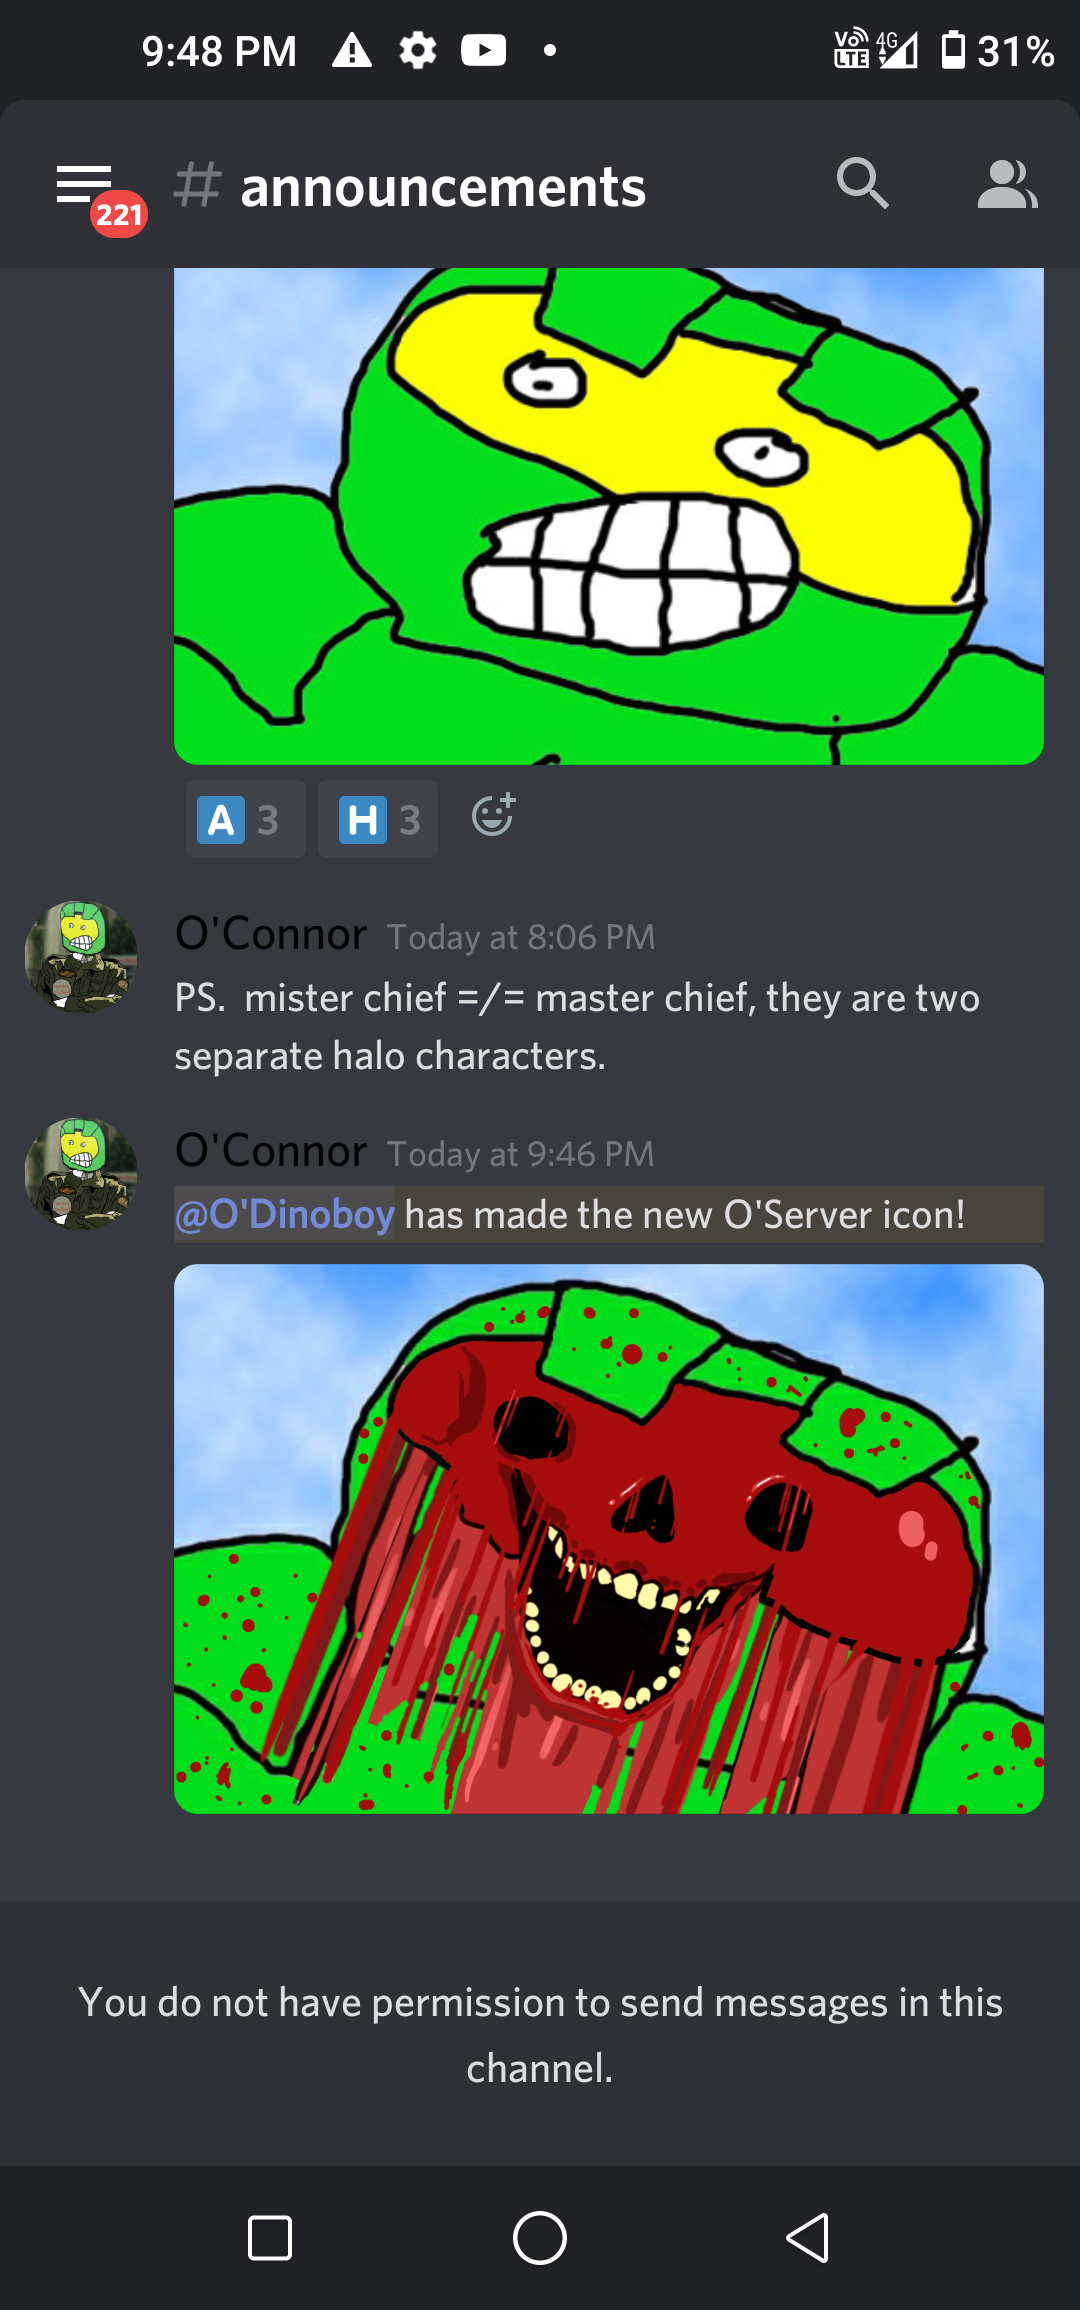 9:48 PM
Vo LTE 4G 31%
221
# announcements
A 3 H 3
O'Connor Today at 8:06 PM
PS.  mister chief =/= master chief, they are two
separate halo characters.
O'Connor Today at 9:46 PM
@O'Dinoboy has made the new O'Server icon!
You do not have permission to send messages in this
channel.